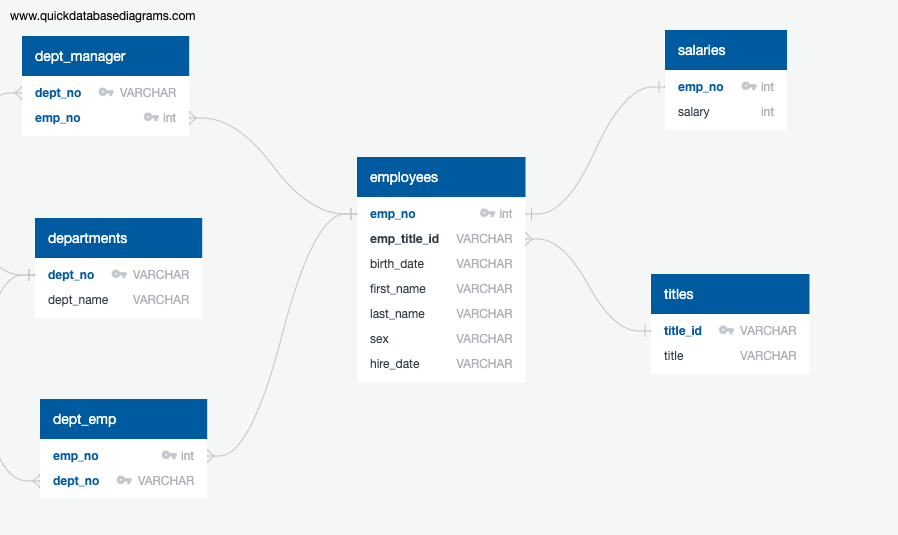 www.quickdatabasediagrams.com
dept_manager
dept_no VARCHAR
emp_no int
departments
dept_no VARCHAR
dept_name VARCHAR
dept_emp
emp_no int
dept_no VARCHAR
employees
emp_no int
emp_title_id VARCHAR
birth_date VARCHAR
first_name VARCHAR
last_name VARCHAR
sex VARCHAR
hire_date VARCHAR
salaries
emp_no int
salary int
titles
title_id VARCHAR
title VARCHAR